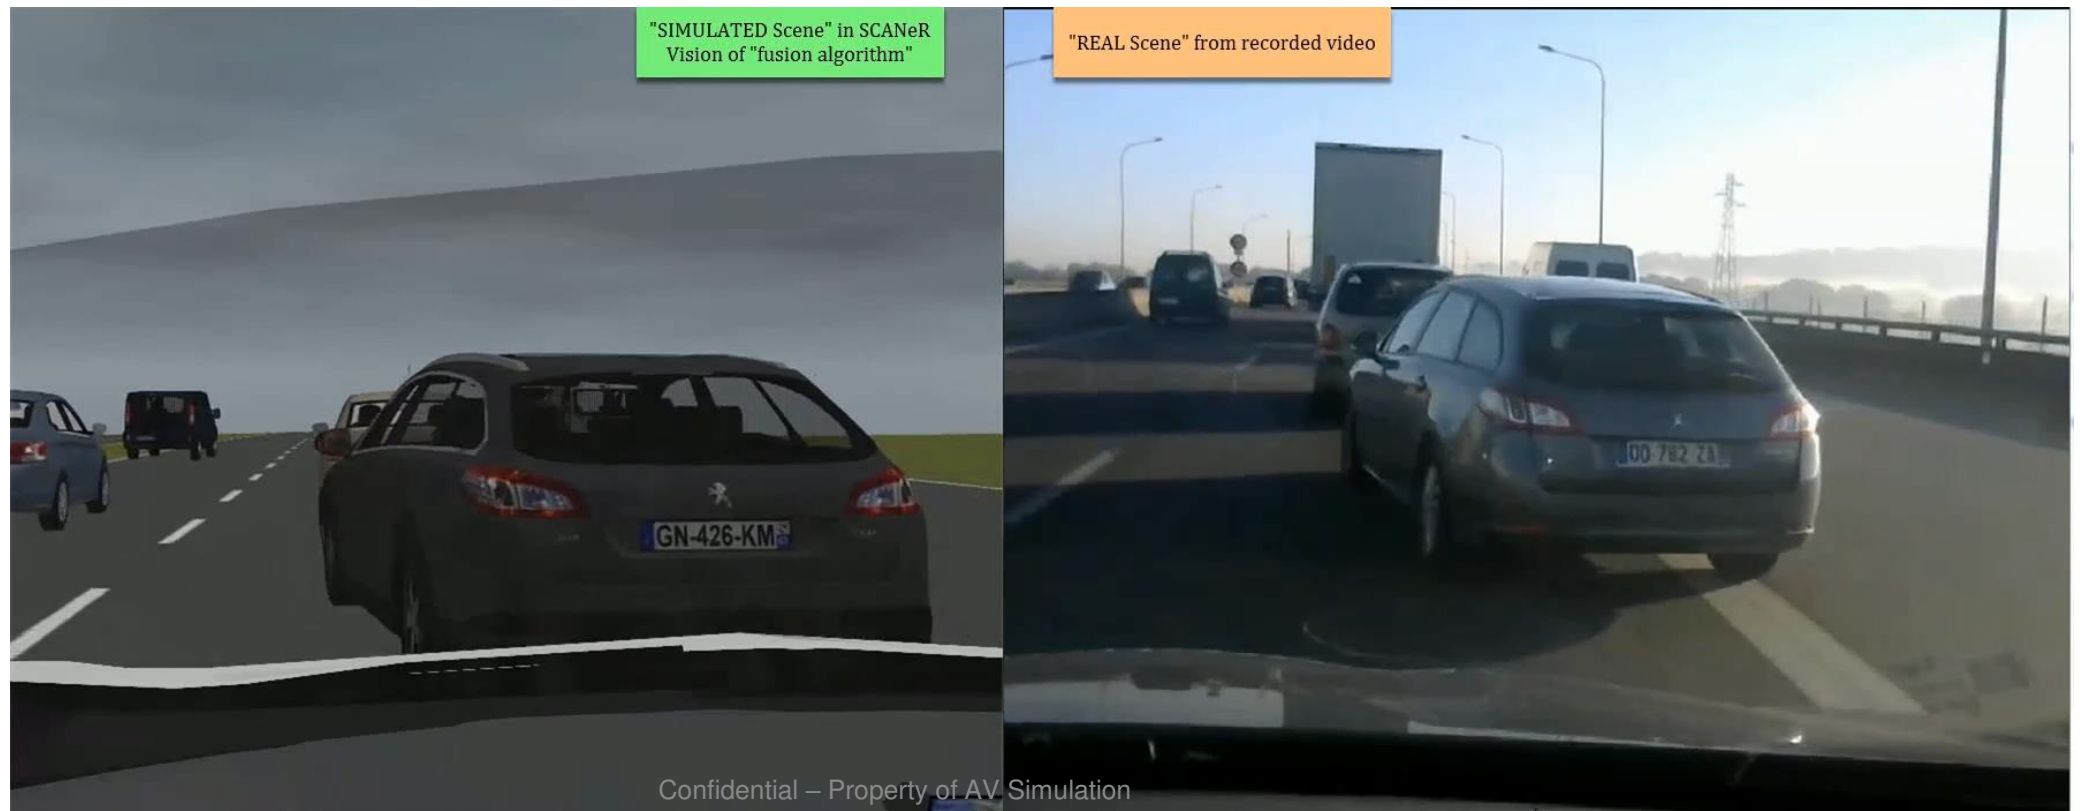 "SIMULATED Scene" in SCANeR
Vision of "fusion algorithm"
"REAL Scene" from recorded video
GN-426-KM
Confidential – Property of AV Simulation